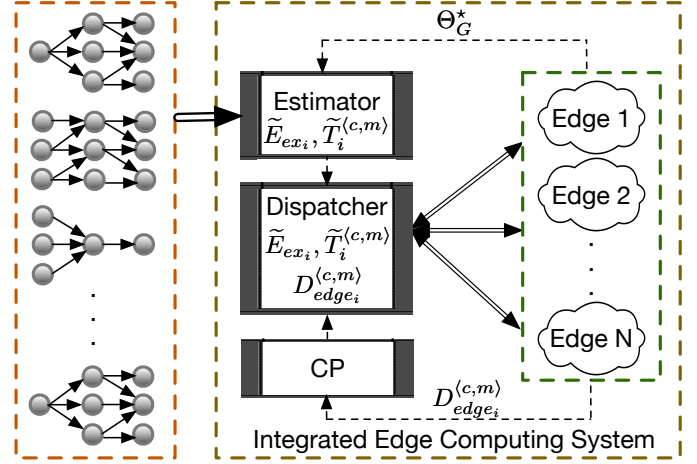 Θ*_G
Estimator
Ẽ_{ex_i}, T̃_i^{⟨c,m⟩}
Edge 1
Dispatcher
Ẽ_{ex_i}, T̃_i^{⟨c,m⟩}
D_{edge_i}^{⟨c,m⟩}
Edge 2
CP
Edge N
D_{edge_i}^{⟨c,m⟩}
Integrated Edge Computing System